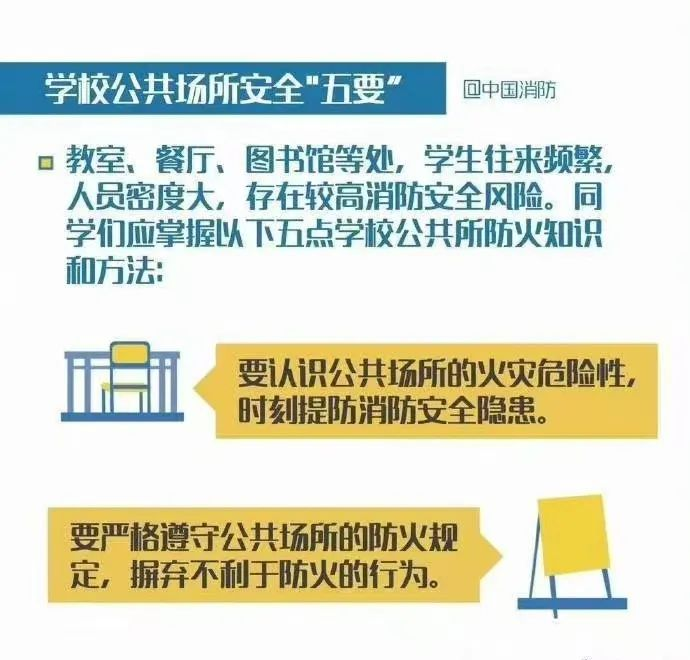 学校公共场所安全"五要”
@中国消防
教室、餐厅、图书馆等处，学生往来频繁，
人员密度大，存在较高消防安全风险。同
学们应掌握以下五点学校公共所防火知识
和方法：
要认识公共场所的火灾危险性，
时刻提防消防安全隐患。
要严格遵守公共场所的防火规
定，摒弃不利于防火的行为。